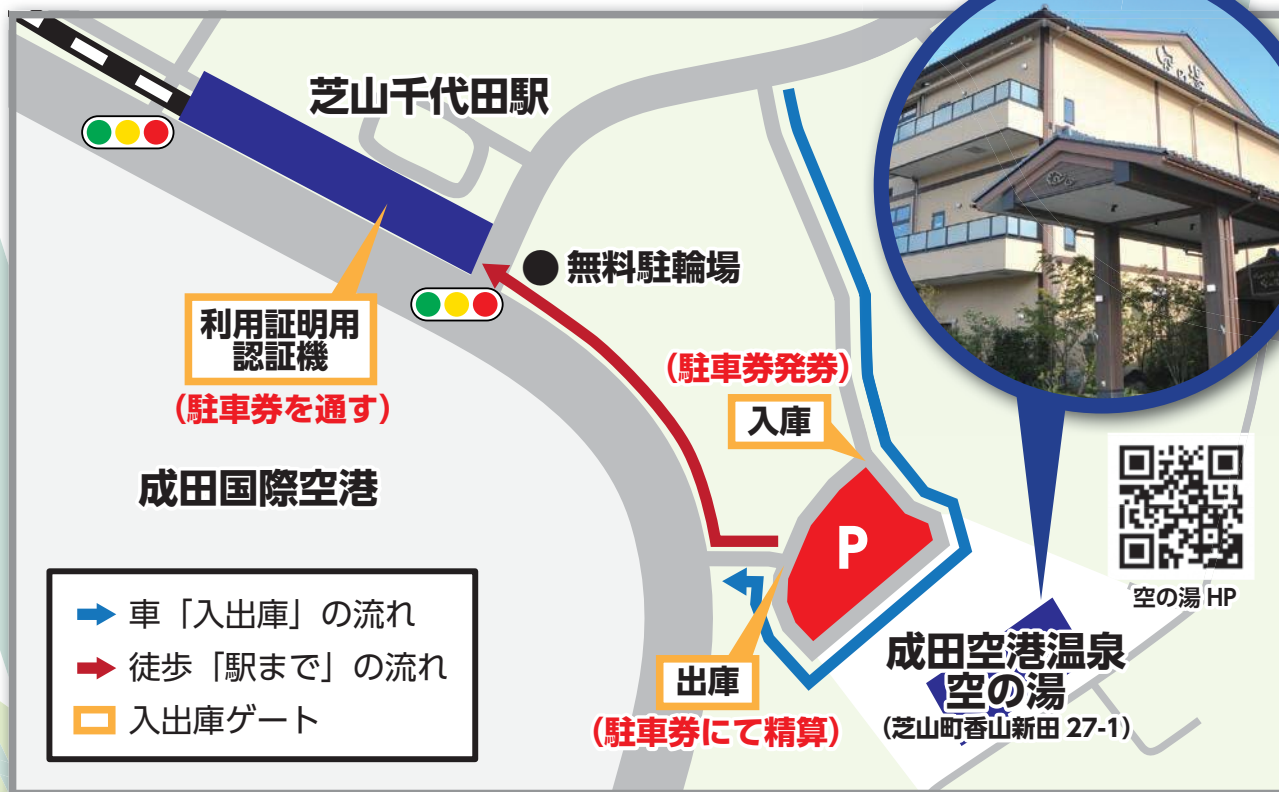 芝山千代田駅
空の湯
無料駐輪場
利用証明用
認証機
(駐車券を通す)
(駐車券発券)
入庫
成田国際空港
P
空の湯 HP
車「入出庫」の流れ
徒歩「駅まで」の流れ
入出庫ゲート
出庫
(駐車券にて精算)
成田空港温泉
空の湯
(芝山町香山新田 27-1)